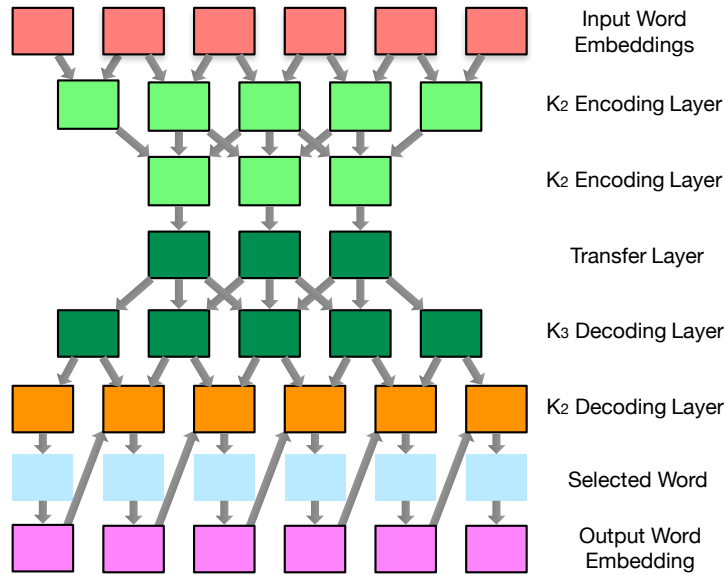 Input Word
Embeddings
K2 Encoding Layer
K2 Encoding Layer
Transfer Layer
K3 Decoding Layer
K2 Decoding Layer
Selected Word
Output Word
Embedding